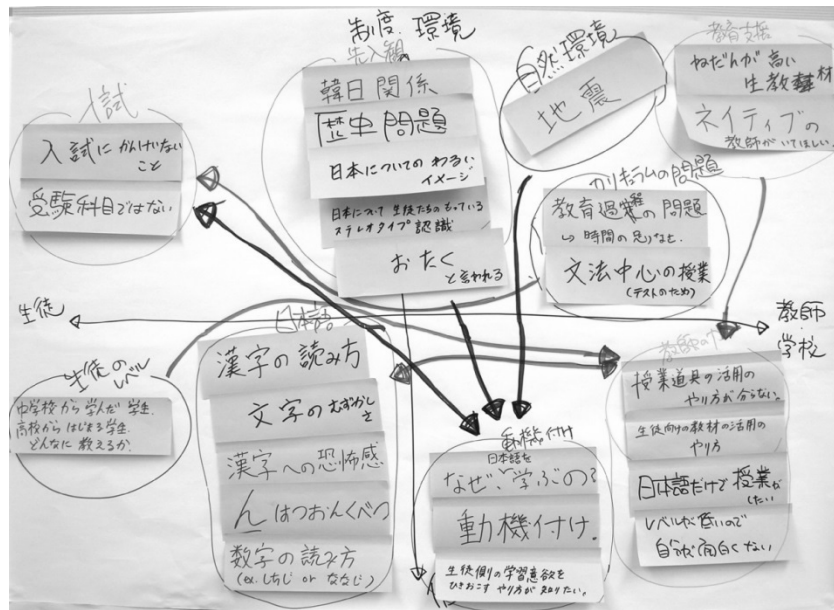 制度・環境
先入観
韓日関係
歴史問題
日本についての わるい
イメージ
日本について 生徒たちのもっている
ステレオタイプ 認識
おたく
と言われる
入試
入試に かんけいない
こと
受験科目ではない
自然環境
地震
教育支援
ねだんが 高い
生教材
ネイティブの
教師がいてほしい。
カリキュラムの問題
教育過程の問題
↳ 時間の足りなさ.
文法中心の授業
(テストのため)
生徒
教師・
学校
生徒の
レベル
中学校から学んだ学生.
高校からはじまる学生.
どんなに教えるか.
日本語
漢字の読み方
文字のむずかし
さ
漢字への恐怖感
ん はつおんくべつ
数字の読み方
(ex. しちじ or ななじ)
動機付け
日本語を
なぜ、学ぶの?
動機付け.
生徒側の学習意欲を
ひきおこす やり方が 知りたい.
教師の
授業道具の活用の
やり方が分らない。
生徒向けの教材の活用の
やり方
日本語だけで授業が
したい
レベルが低いので
自分が面白くない